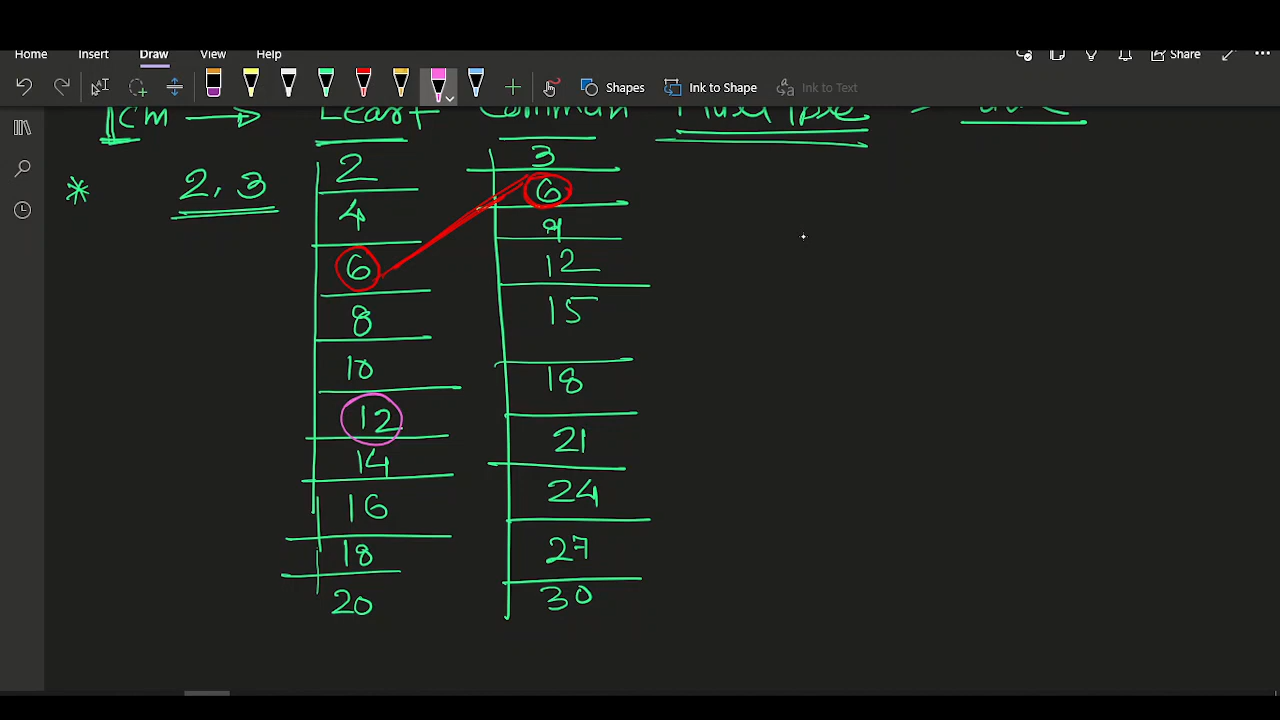 Home Insert Draw View Help Share
Shapes Ink to Shape Ink to Text
LCM → Least Common Multiple -
* 2, 3 2 3
4 6
6 9
8 12
10 15
12 18
14 21
16 24
18 27
20 30